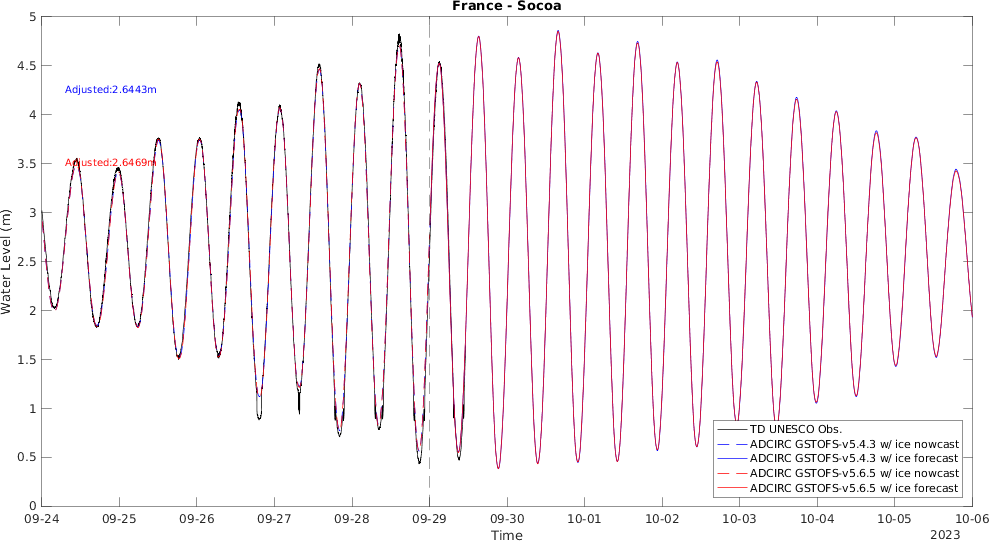 France - Socoa
Adjusted:2.6443m
Adjusted:2.6469m
Water Level (m)
5
4.5
4
3.5
3
2.5
2
1.5
1
0.5
0
09-24
09-25
09-26
09-27
09-28
09-29
09-30
10-01
10-02
10-03
10-04
10-05
10-06
Time
2023
TD UNESCO Obs.
ADCIRC GSTOFS-v5.4.3 w/ ice nowcast
ADCIRC GSTOFS-v5.4.3 w/ ice forecast
ADCIRC GSTOFS-v5.6.5 w/ ice nowcast
ADCIRC GSTOFS-v5.6.5 w/ ice forecast